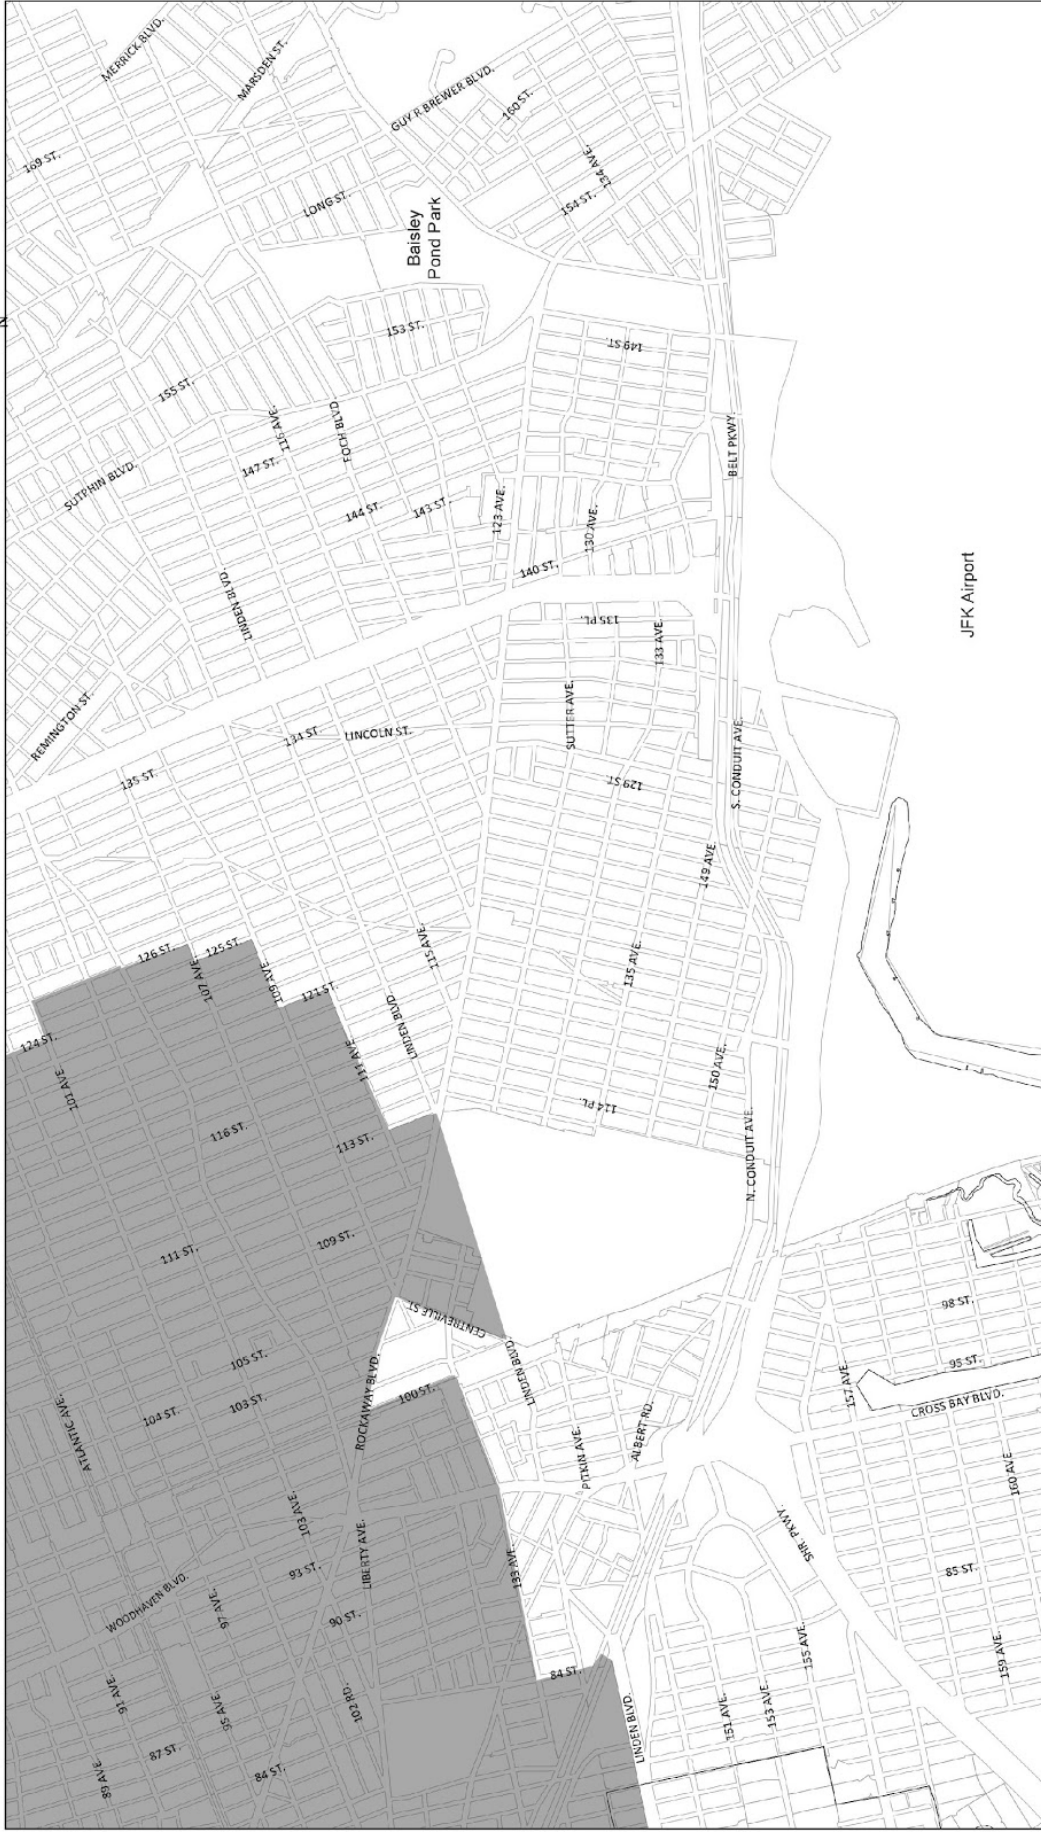 MERRICK BLVD.
MARSDEN ST.
169 ST.
GUY R BREWER BLVD.
160 ST.
134 AVE.
LONG ST.
154 ST.
Baisley
Pond Park
153 ST.
149 ST.
155 ST.
116 AVE.
FOCH BLVD.
147 ST.
SUTPHIN BLVD.
144 ST.
143 ST.
123 AVE.
130 AVE.
BELT PKWY.
140 ST.
LINDEN BLVD.
135 PL.
133 AVE.
JFK Airport
REMINGTON ST.
135 ST.
134 ST.
LINCOLN ST.
SUTTER AVE.
129 ST.
S. CONDUIT AVE.
149 AVE.
126 ST.
125 ST.
107 AVE.
109 AVE.
121 ST.
115 AVE.
135 AVE.
LINDEN BLVD.
124 ST.
101 AVE.
111 AVE.
150 AVE.
116 ST.
113 ST.
114 PL.
N. CONDUIT AVE.
111 ST.
109 ST.
CENTREVILLE ST.
98 ST.
105 ST.
103 ST.
104 ST.
ROCKAWAY BLVD.
100 ST.
LINDEN BLVD.
95 ST.
157 AVE.
CROSS BAY BLVD.
ATLANTIC AVE.
ALBERT RD.
PITKIN AVE.
160 AVE.
103 AVE.
LIBERTY AVE.
93 ST.
133 AVE.
SHR. PKWY.
85 ST.
WOODHAVEN BLVD.
97 AVE.
90 ST.
155 AVE.
159 AVE.
84 ST.
91 AVE.
95 AVE.
102 RD.
LINDEN BLVD.
151 AVE.
153 AVE.
87 ST.
84 ST.
89 AVE.